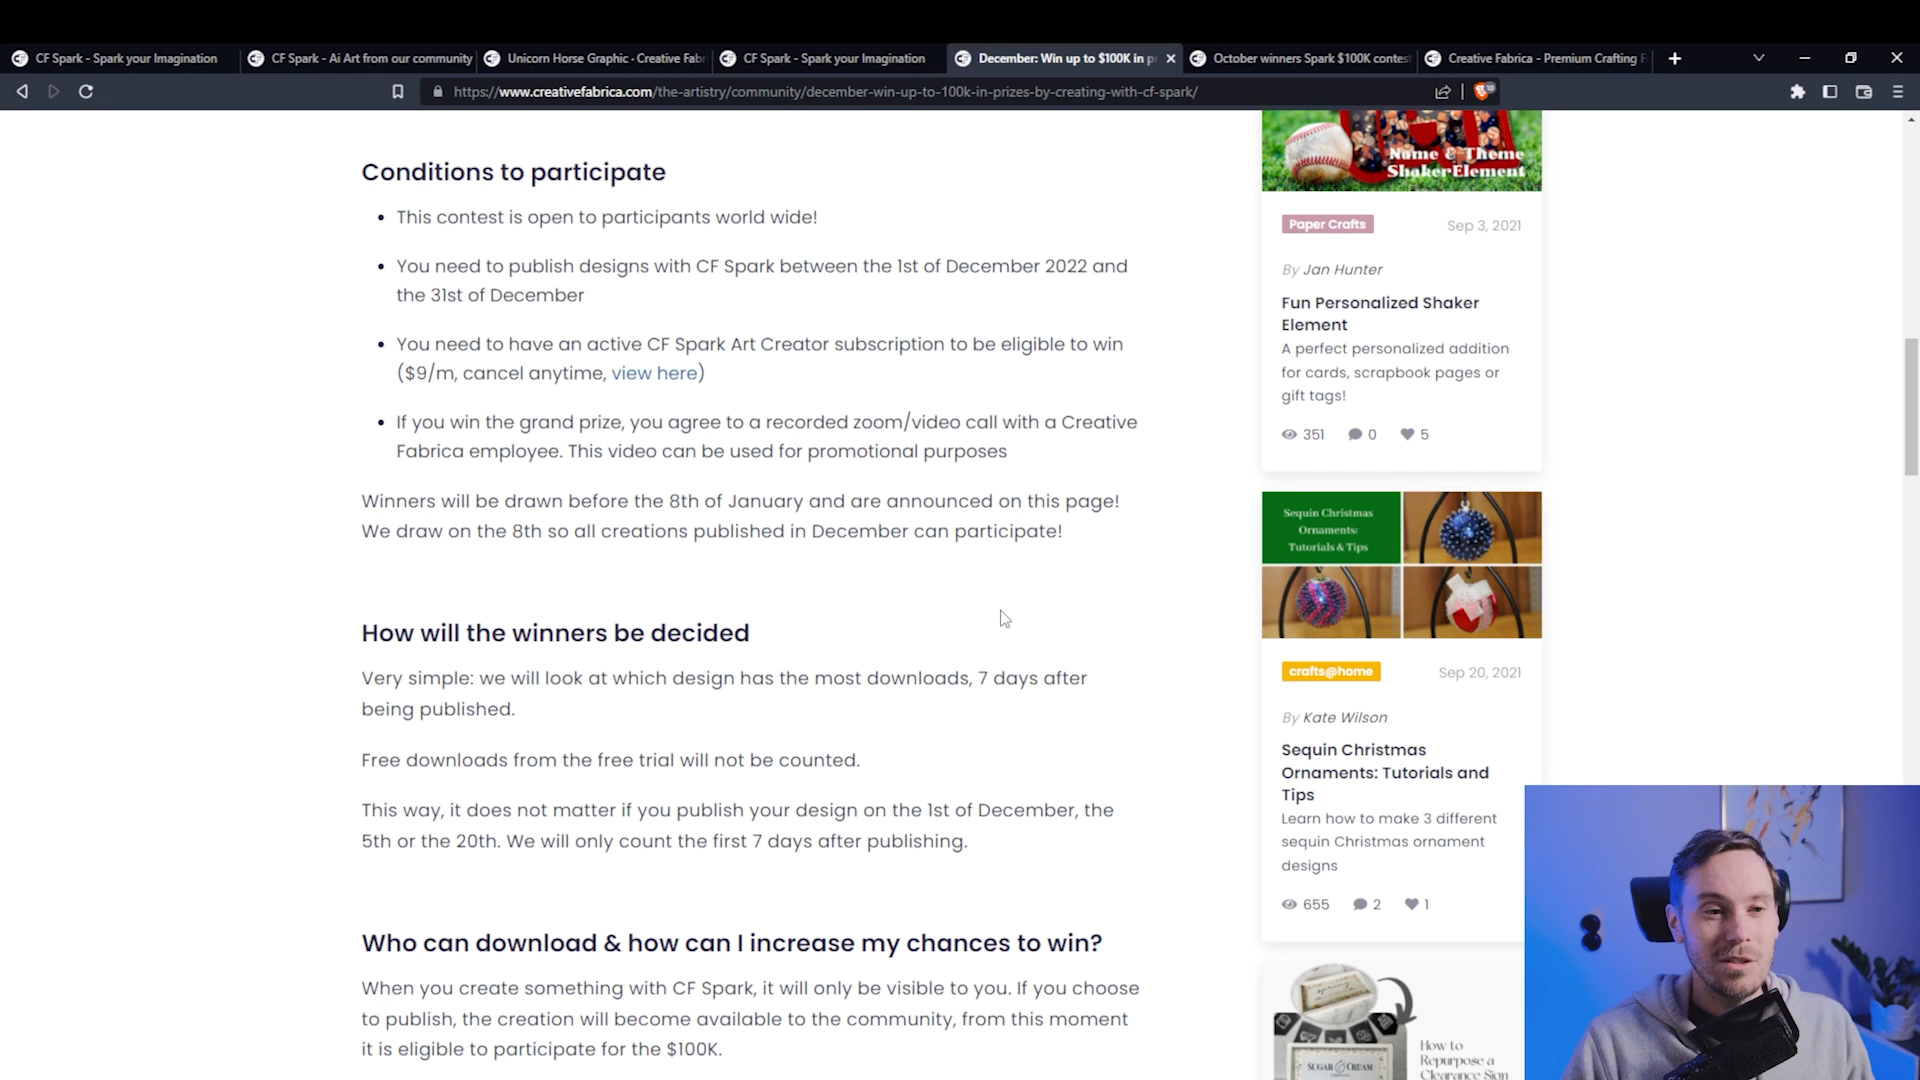 CF Spark - Spark your Imagination
CF Spark - Ai Art from our community
Unicorn Horse Graphic · Creative Fab
CF Spark - Spark your Imagination
December: Win up to $100K in p
October winners Spark $100K contest
Creative Fabrica - Premium Crafting F
https://www.creativefabrica.com/the-artistry/community/december-win-up-to-100k-in-prizes-by-creating-with-cf-spark/
Conditions to participate
• This contest is open to participants world wide!
• You need to publish designs with CF Spark between the 1st of December 2022 and
the 31st of December
• You need to have an active CF Spark Art Creator subscription to be eligible to win
($9/m, cancel anytime, view here)
• If you win the grand prize, you agree to a recorded zoom/video call with a Creative
Fabrica employee. This video can be used for promotional purposes
Winners will be drawn before the 8th of January and are announced on this page!
We draw on the 8th so all creations published in December can participate!
How will the winners be decided
Very simple: we will look at which design has the most downloads, 7 days after
being published.
Free downloads from the free trial will not be counted.
This way, it does not matter if you publish your design on the 1st of December, the
5th or the 20th. We will only count the first 7 days after publishing.
Who can download & how can I increase my chances to win?
When you create something with CF Spark, it will only be visible to you. If you choose
to publish, the creation will become available to the community, from this moment
it is eligible to participate for the $100K.
Name & Theme
Shaker Element
Paper Crafts
Sep 3, 2021
By Jan Hunter
Fun Personalized Shaker
Element
A perfect personalized addition
for cards, scrapbook pages or
gift tags!
351 0 5
Sequin Christmas
Ornaments:
Tutorials & Tips
crafts@home
Sep 20, 2021
By Kate Wilson
Sequin Christmas
Ornaments: Tutorials and
Tips
Learn how to make 3 different
sequin Christmas ornament
designs
655 2 1
How to
Repurpose a
Clearance Sign
SUGAR & CREAM